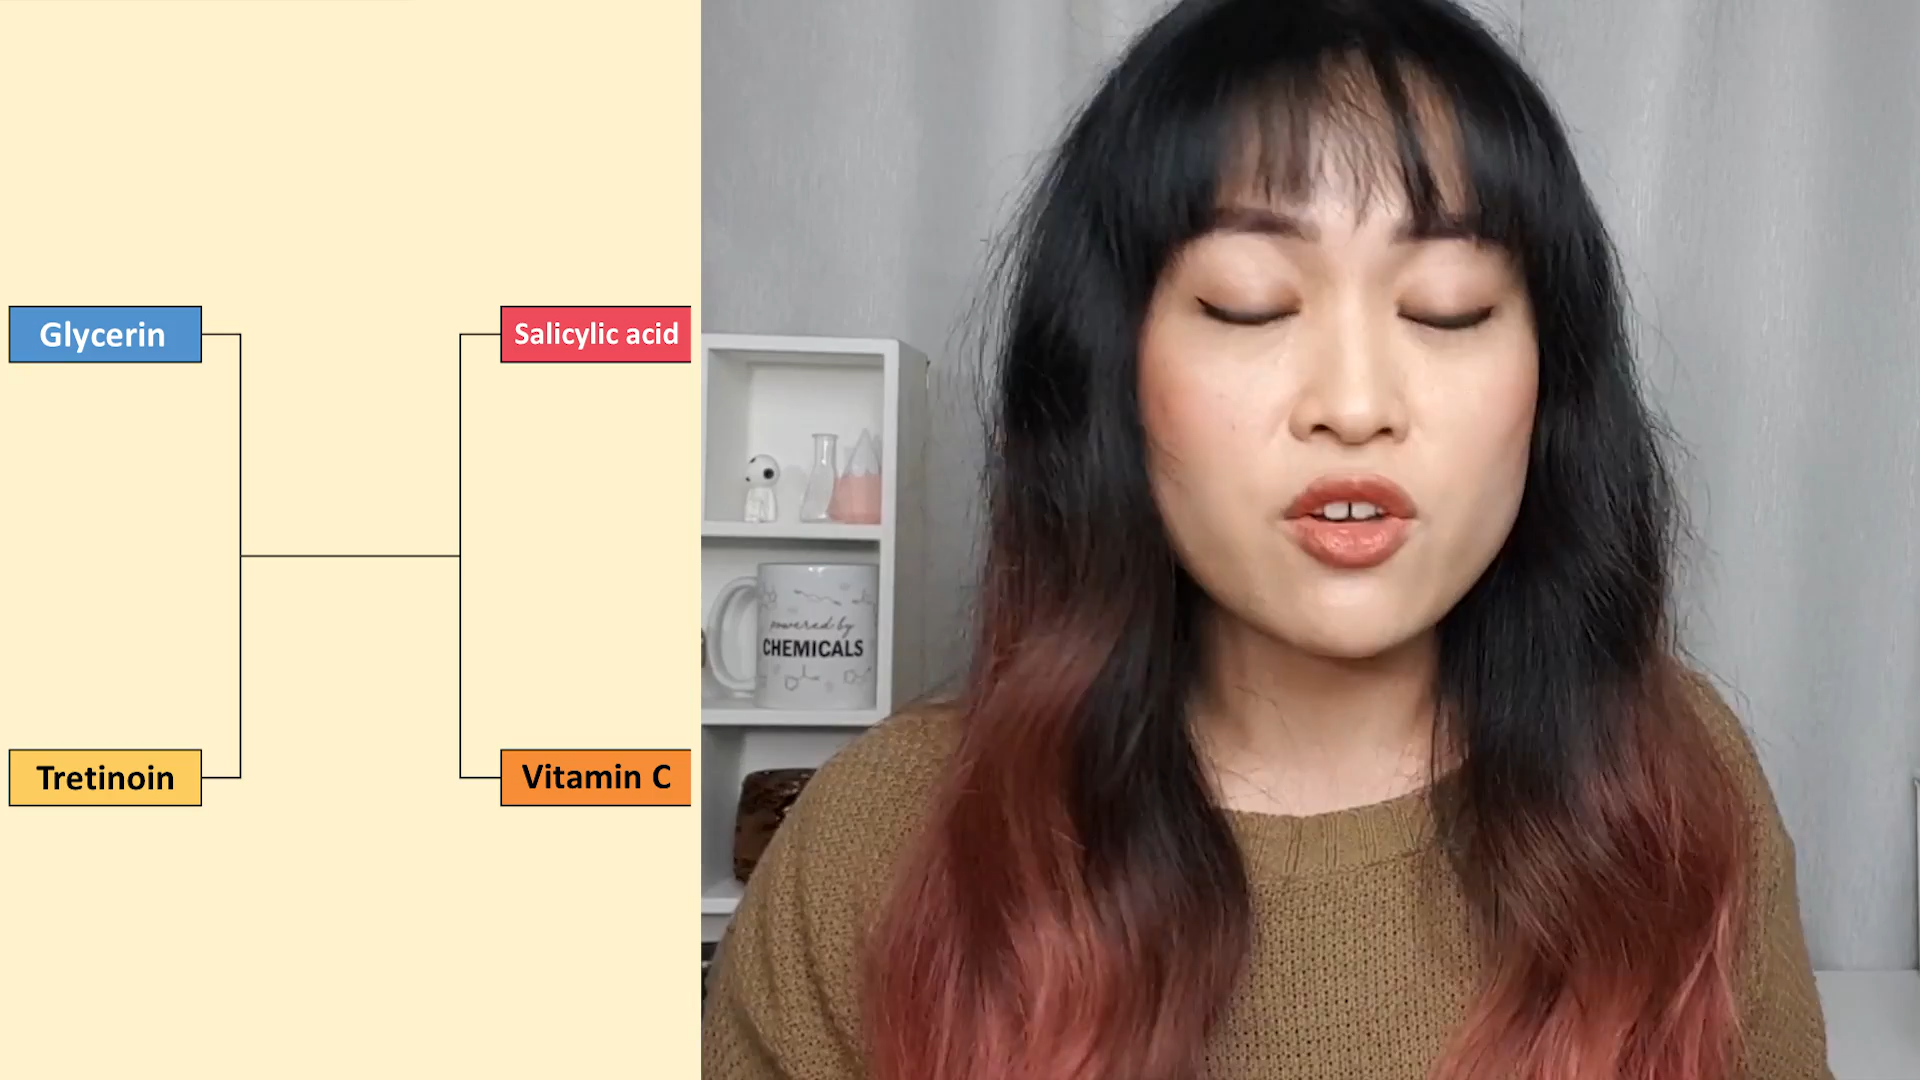 Glycerin
Salicylic acid
Tretinoin
Vitamin C
powered by
CHEMICALS